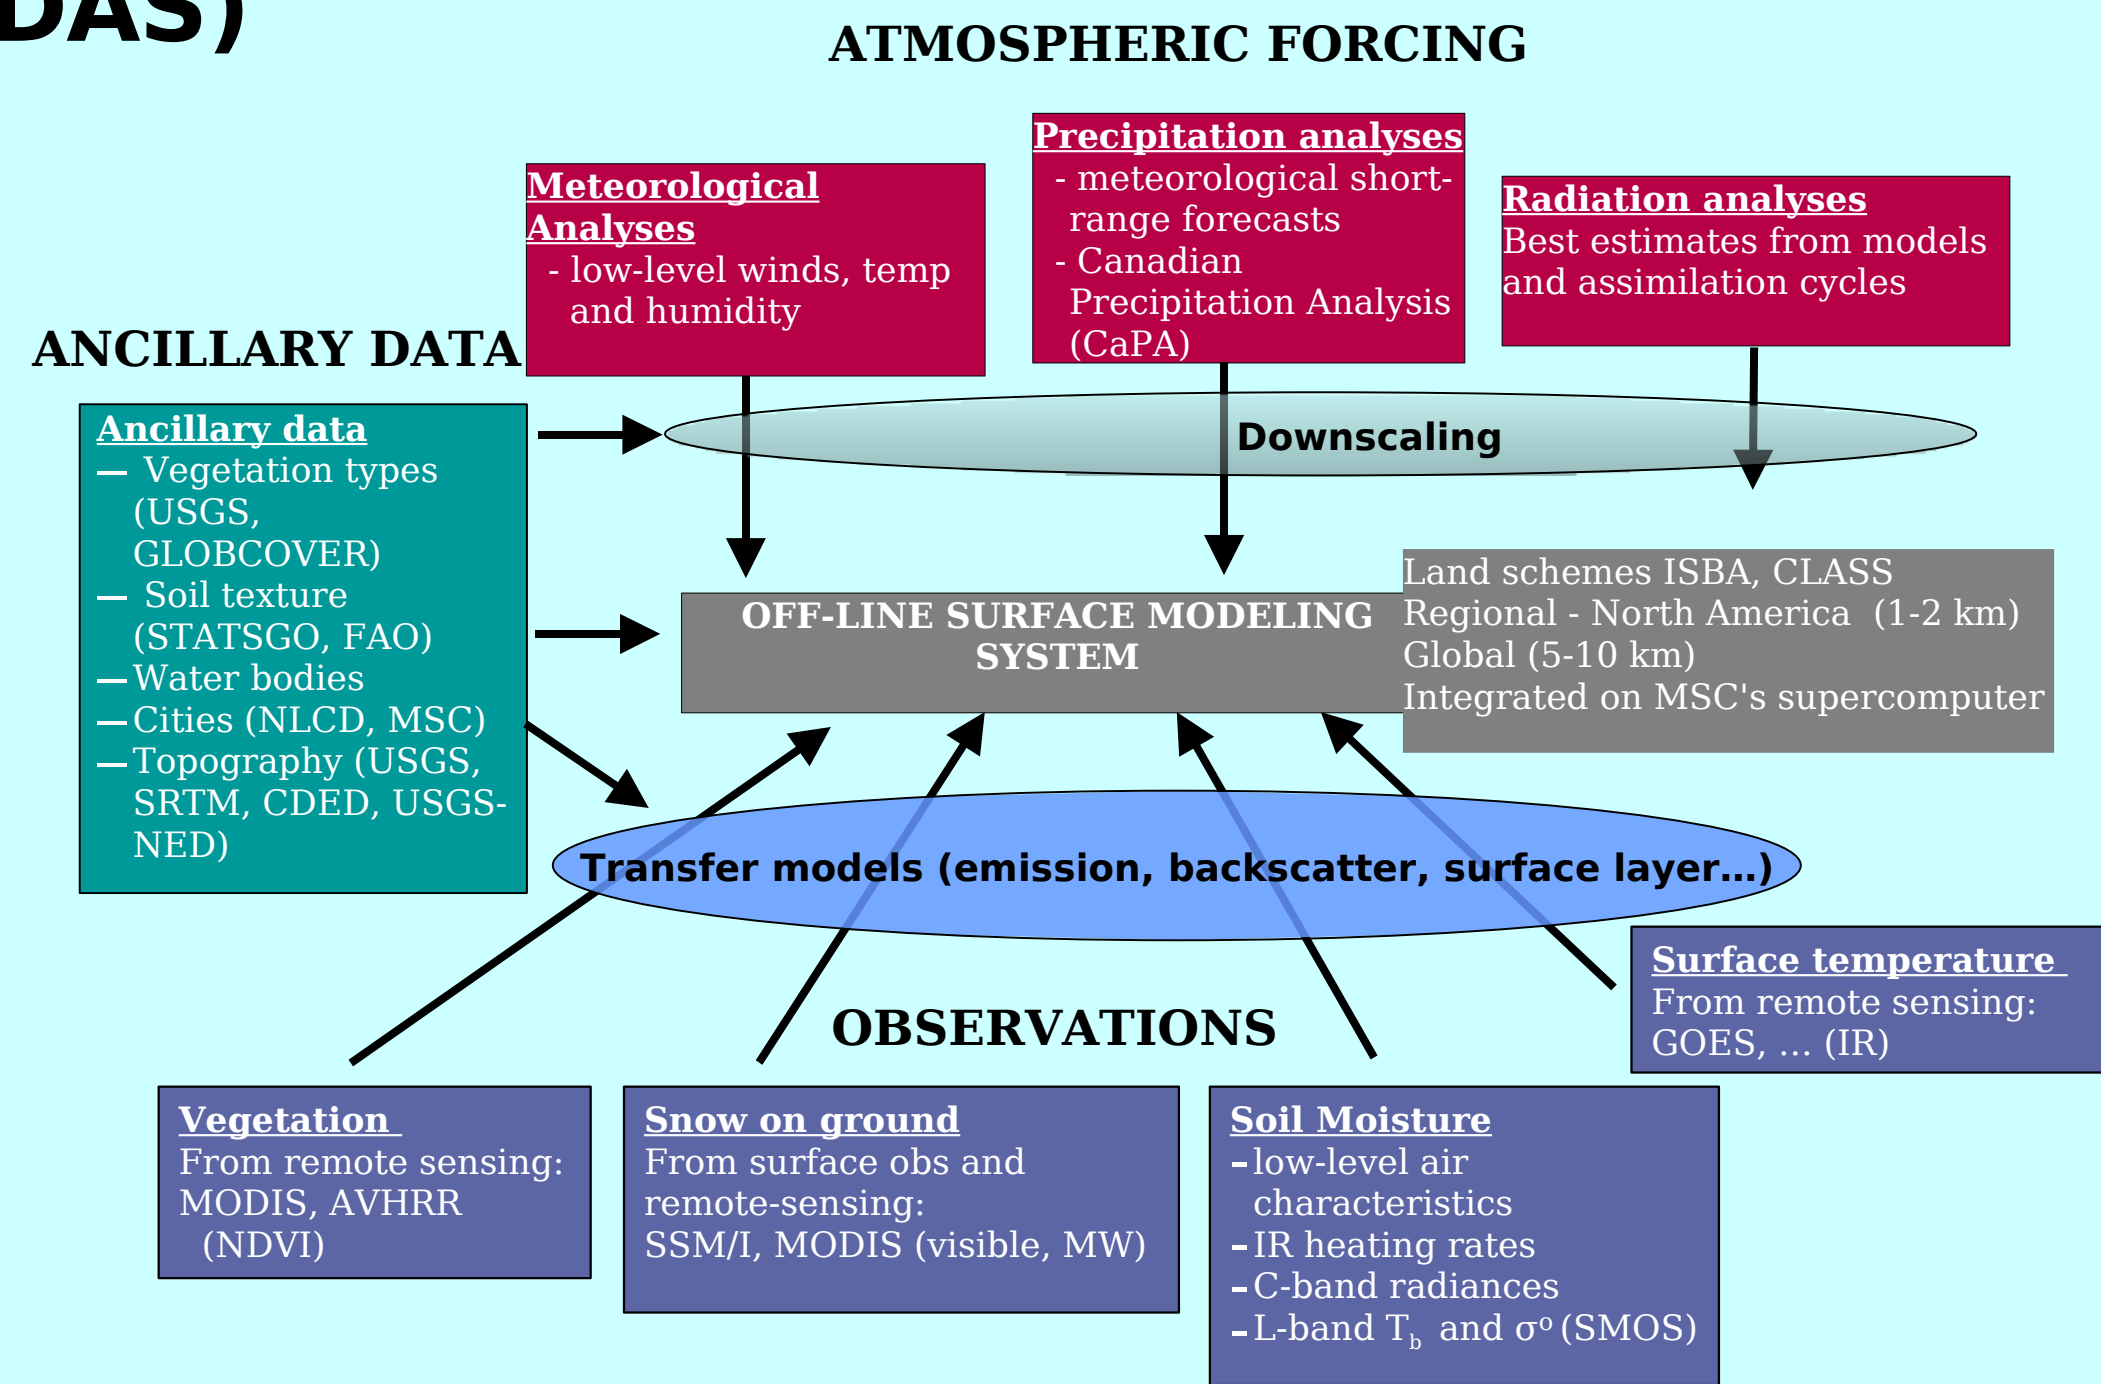 DAS)
ATMOSPHERIC FORCING
Meteorological
Analyses
- low-level winds, temp
and humidity
Precipitation analyses
- meteorological short-
range forecasts
- Canadian
Precipitation Analysis
(CaPA)
Radiation analyses
Best estimates from models
and assimilation cycles
ANCILLARY DATA
Ancillary data
— Vegetation types
(USGS,
GLOBCOVER)
— Soil texture
(STATSGO, FAO)
—Water bodies
—Cities (NLCD, MSC)
—Topography (USGS,
SRTM, CDED, USGS-
NED)
Downscaling
OFF-LINE SURFACE MODELING
SYSTEM
Land schemes ISBA, CLASS
Regional - North America (1-2 km)
Global (5-10 km)
Integrated on MSC's supercomputer
Transfer models (emission, backscatter, surface layer…)
OBSERVATIONS
Surface temperature
From remote sensing:
GOES, … (IR)
Vegetation
From remote sensing:
MODIS, AVHRR
(NDVI)
Snow on ground
From surface obs and
remote-sensing:
SSM/I, MODIS (visible, MW)
Soil Moisture
–low-level air
characteristics
–IR heating rates
–C-band radiances
–L-band T_b and σ^o (SMOS)